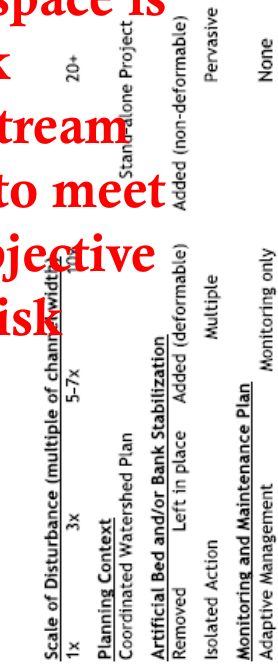 space is
k
tream
to meet
ojective
isk
Scale of Disturbance (multiple of channel width)
1x 3x 5-7x 20+
Planning Context
Coordinated Watershed Plan Stand-alone Project
Artificial Bed and/or Bank Stabilization
Removed Left in place Added (deformable) Added (non-deformable)
Isolated Action Multiple Pervasive
Monitoring and Maintenance Plan
Adaptive Management Monitoring only None